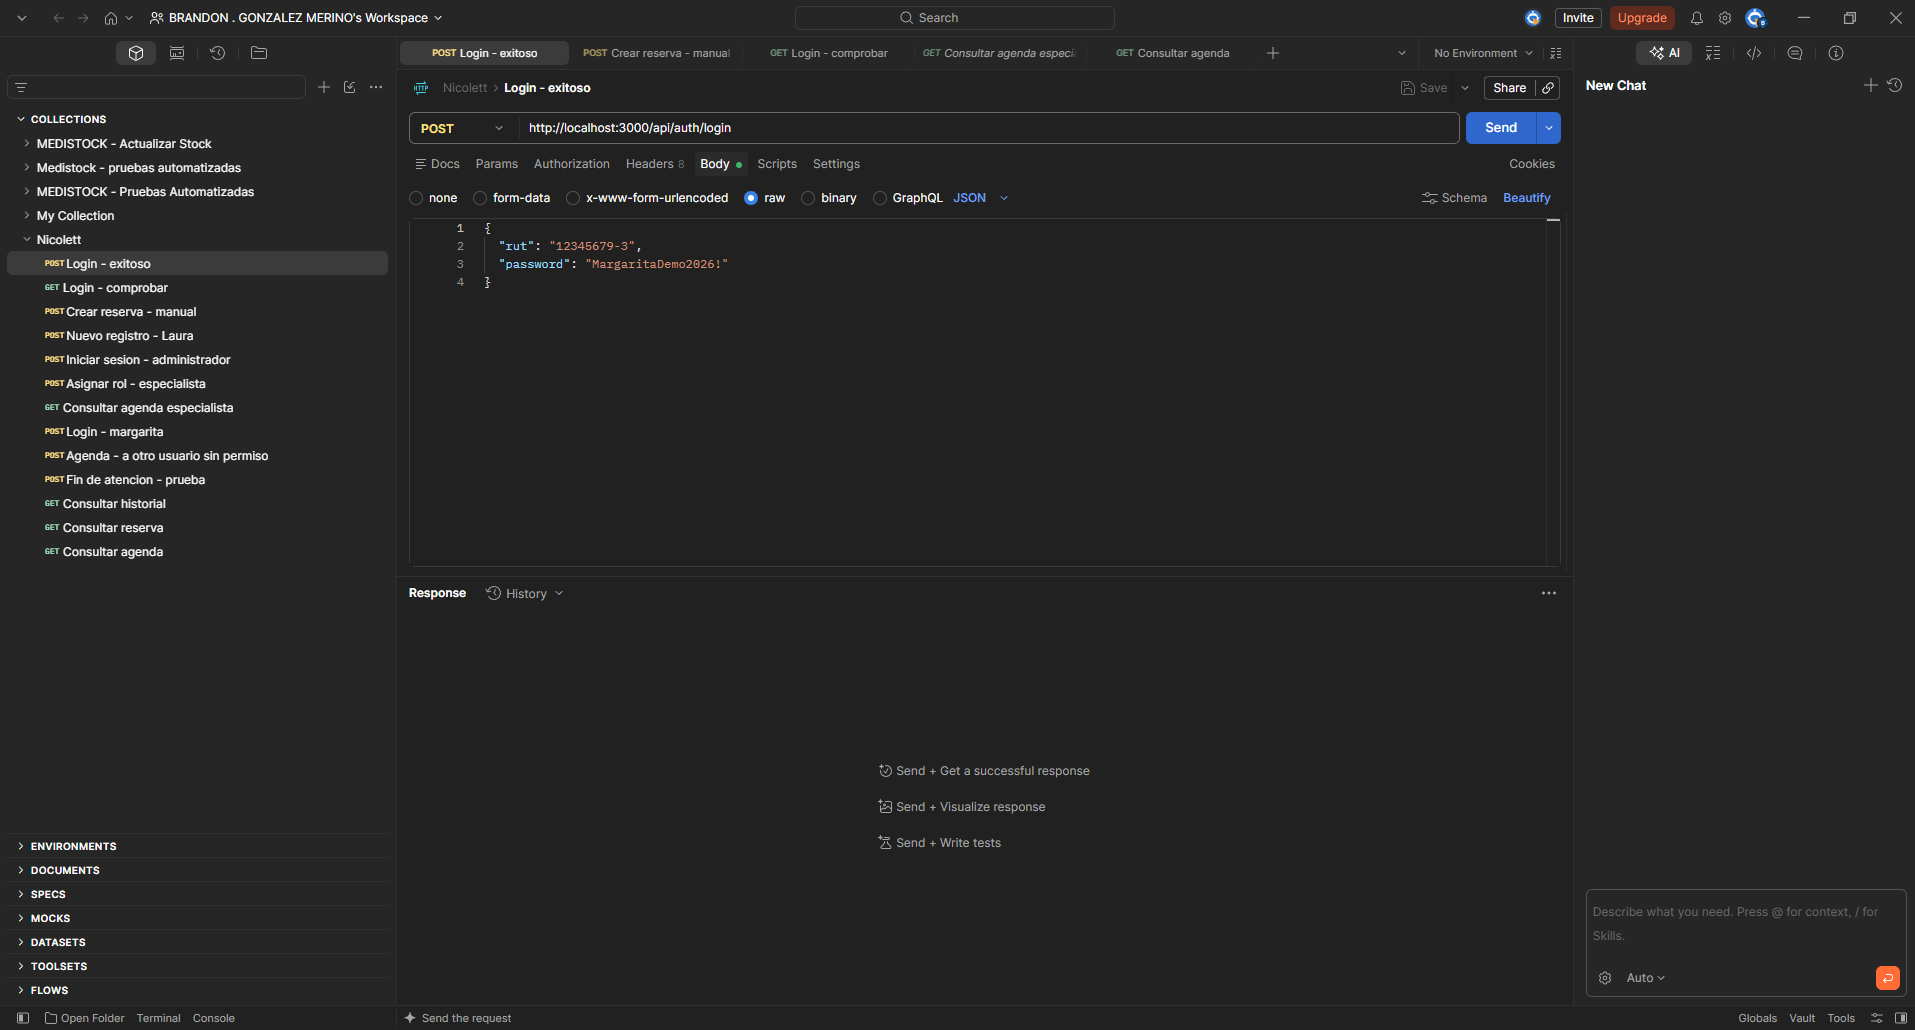 BRANDON . GONZALEZ MERINO's Workspace
Search
Invite
Upgrade
POST Login - exitoso
POST Crear reserva - manual
GET Login - comprobar
GET Consultar agenda especi
GET Consultar agenda
No Environment
AI
COLLECTIONS
MEDISTOCK - Actualizar Stock
Medistock - pruebas automatizadas
MEDISTOCK - Pruebas Automatizadas
My Collection
Nicolett
POST Login - exitoso
GET Login - comprobar
POST Crear reserva - manual
POST Nuevo registro - Laura
POST Iniciar sesion - administrador
POST Asignar rol - especialista
GET Consultar agenda especialista
POST Login - margarita
POST Agenda - a otro usuario sin permiso
POST Fin de atencion - prueba
GET Consultar historial
GET Consultar reserva
GET Consultar agenda
ENVIRONMENTS
DOCUMENTS
SPECS
MOCKS
DATASETS
TOOLSETS
FLOWS
HTTP Nicolett > Login - exitoso
Save
Share
POST http://localhost:3000/api/auth/login
Send
Docs Params Authorization Headers 8 Body Scripts Settings
Cookies
none form-data x-www-form-urlencoded raw binary GraphQL JSON
Schema Beautify
1 {
2 "rut": "12345679-3",
3 "password": "MargaritaDemo2026!"
4 }
Response History
Send + Get a successful response
Send + Visualize response
Send + Write tests
New Chat
Describe what you need. Press @ for context, / for
Skills.
Auto
Open Folder Terminal Console
Send the request
Globals Vault Tools